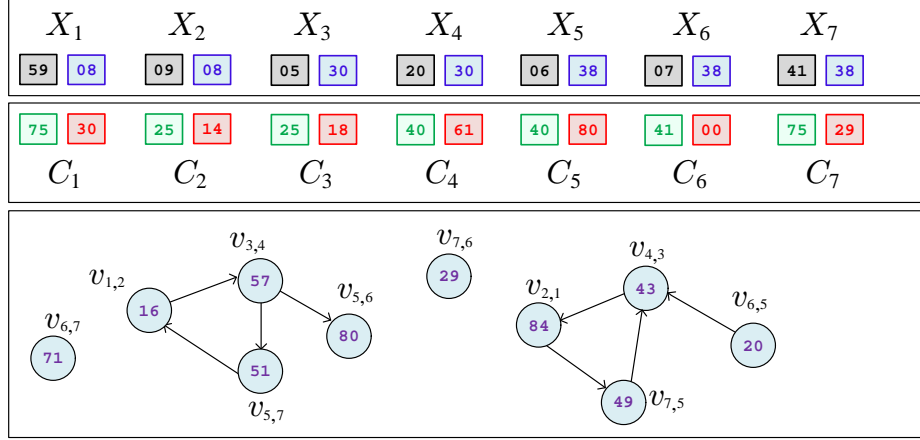 X₁ X₂ X₃ X₄ X₅ X₆ X₇
59 08 09 08 05 30 20 30 06 38 07 38 41 38
75 30 25 14 25 18 40 61 40 80 41 00 75 29
C₁ C₂ C₃ C₄ C₅ C₆ C₇
v₃,₄ v₇,₆ v₄,₃
v₁,₂ 57 29 43
v₅,₆ v₂,₁ v₆,₅
16 84
v₆,₇ 80 20
71 51
v₅,₇ 49 v₇,₅